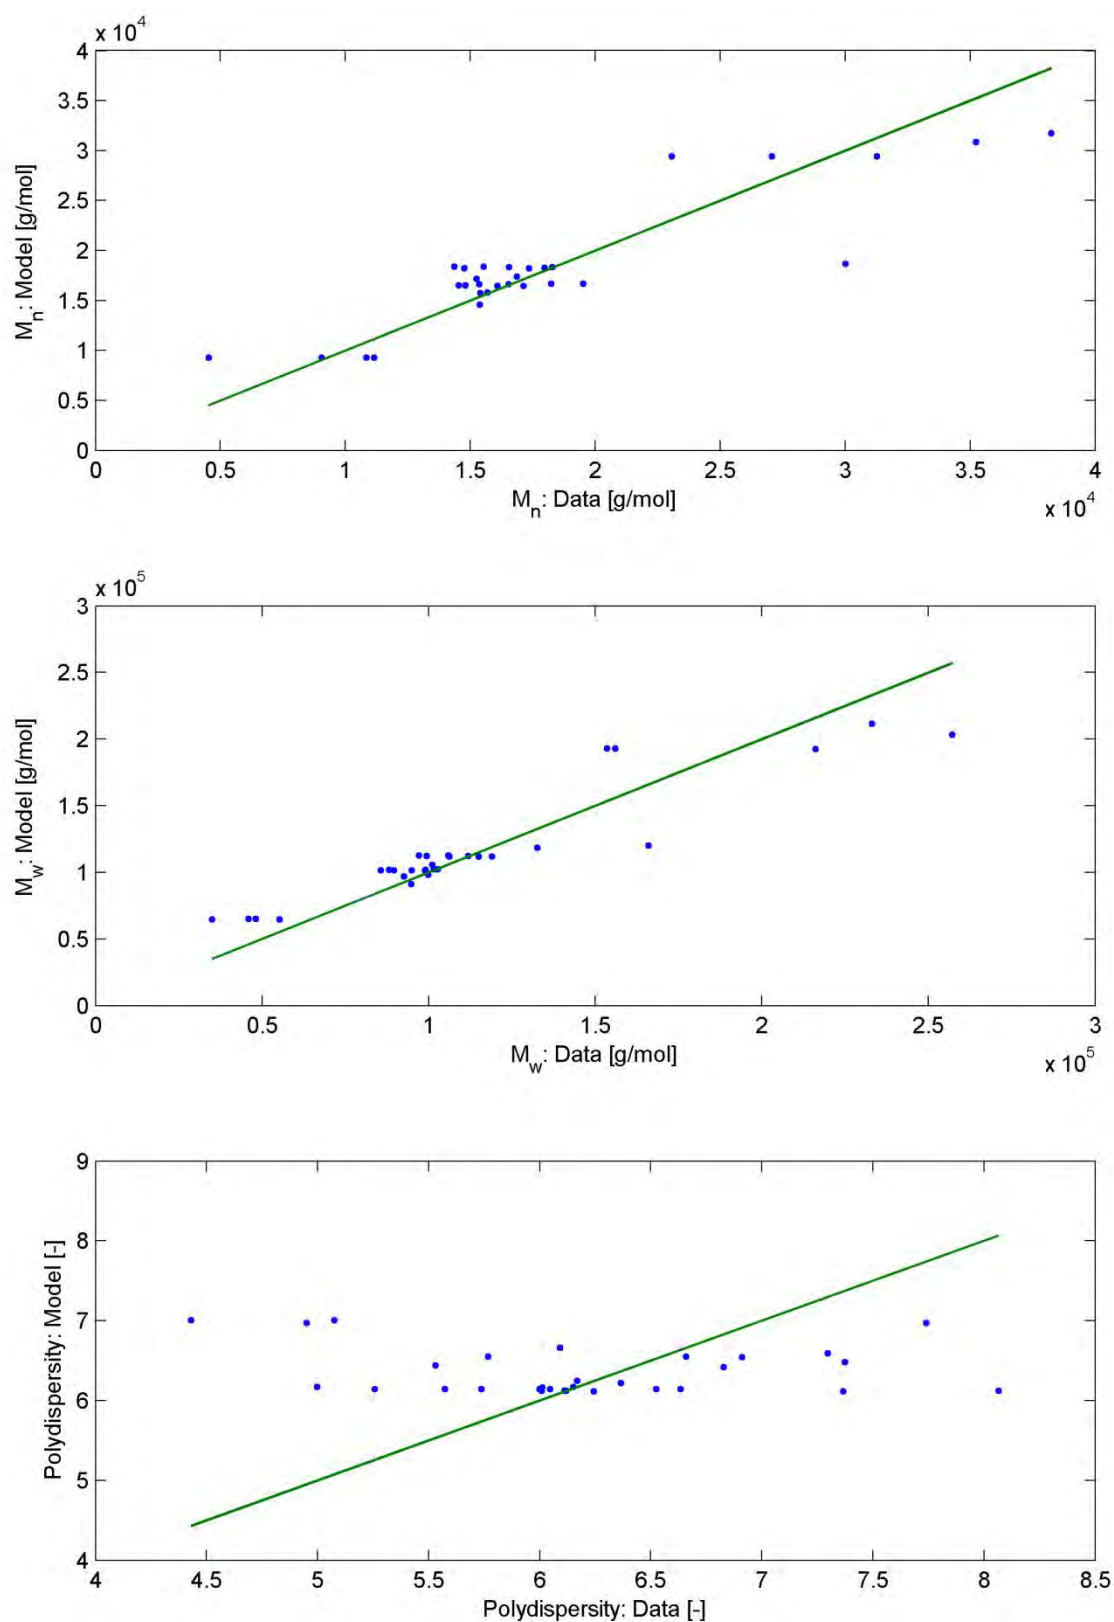 x 10^4
4
3.5
3
2.5
2
1.5
1
0.5
0
M_n: Model [g/mol]
0 0.5 1 1.5 2 2.5 3 3.5 4
M_n: Data [g/mol]
x 10^4
x 10^5
3
2.5
2
1.5
1
0.5
0
M_w: Model [g/mol]
0 0.5 1 1.5 2 2.5 3
M_w: Data [g/mol]
x 10^5
9
8
7
6
5
4
Polydispersity: Model [-]
4 4.5 5 5.5 6 6.5 7 7.5 8 8.5
Polydispersity: Data [-]